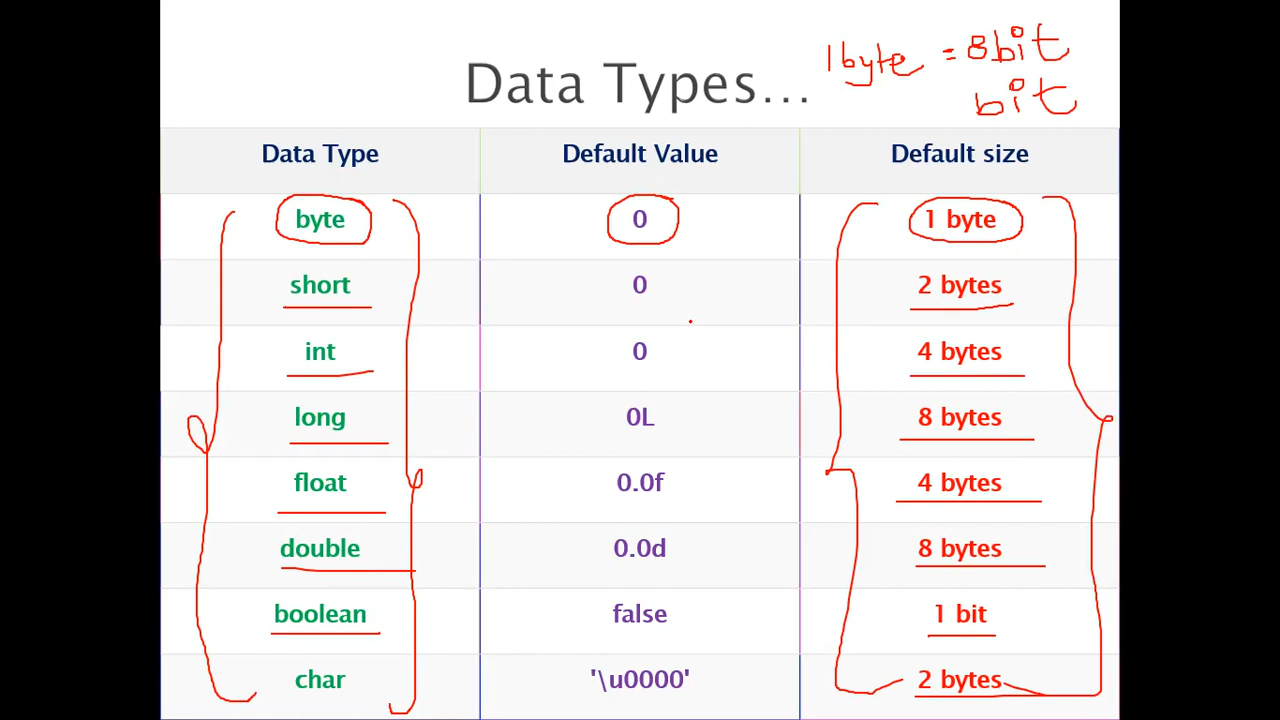 Data Types...
1byte = 8bit
bit
Data Type Default Value Default size
byte 0 1 byte
short 0 2 bytes
int 0 4 bytes
long 0L 8 bytes
float 0.0f 4 bytes
double 0.0d 8 bytes
boolean false 1 bit
char '\u0000' 2 bytes